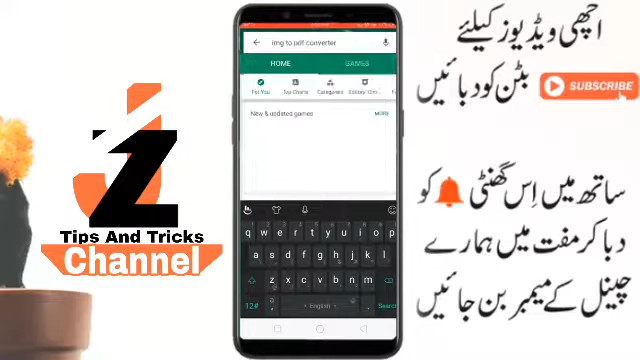 img to pdf converter
HOME GAMES
For You Top Charts Categories
New & updated games MORE
q w e r t y u i o p
a s d f g h j k l
z x c v b n m
12# , English . Search
JZ
Tips And Tricks
Channel
اچھی ویڈیوز کیلئے
بٹن کو دبائیں SUBSCRIBE
ساتھ میں اِس گھنٹی کو
دبا کر مفت میں ہمارے
چینل کے میمبر بن جائیں